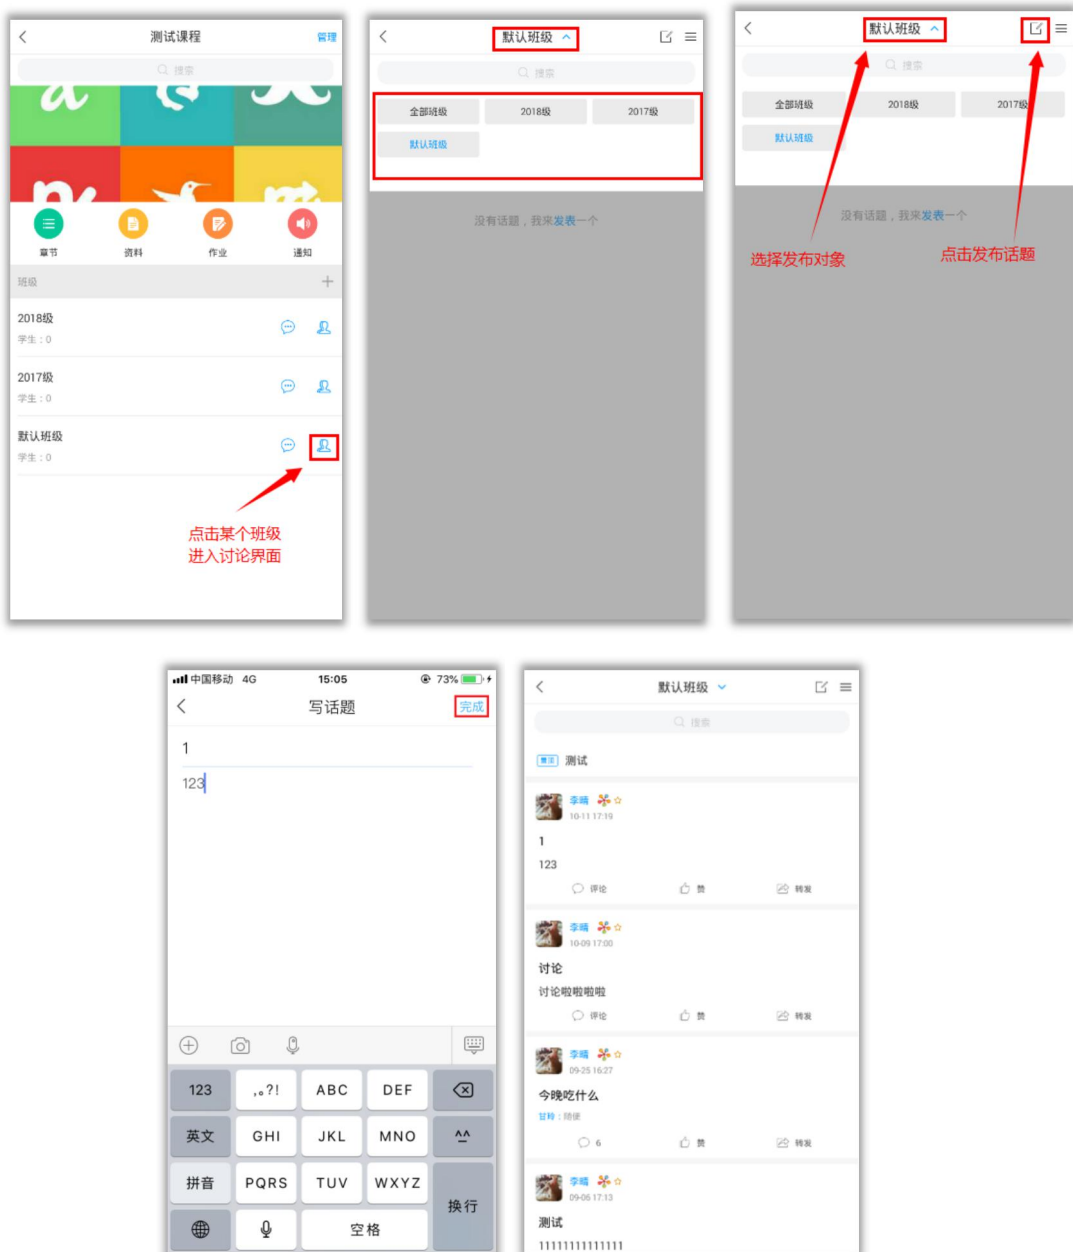 测试课程
管理
搜索
章节
资料
作业
通知
班级
2018级
学生：0
2017级
学生：0
默认班级
学生：0
点击某个班级
进入讨论界面
默认班级
搜索
全部班级
2018级
2017级
默认班级
没有话题，我来发表一个
默认班级
搜索
全部班级
2018级
2017级
默认班级
没有话题，我来发表一个
选择发布对象
点击发布话题
中国移动 4G 15:05 73%
写话题
完成
1
123
123
,。?!
ABC
DEF
英文
GHI
JKL
MNO
^^
拼音
PQRS
TUV
WXYZ
换行
空格
默认班级
搜索
置顶 测试
李晴
10-11 17:19
1
123
评论
赞
转发
李晴
10-09 17:00
讨论
讨论啦啦啦啦
评论
赞
转发
李晴
09-25 16:27
今晚吃什么
甘玲：随便
6
赞
转发
李晴
09-06 17:13
测试
11111111111111